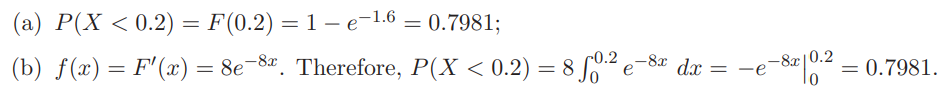 (a) P(X < 0.2) = F(0.2) = 1 − e^{−1.6} = 0.7981;
(b) f(x) = F′(x) = 8e^{−8x}. Therefore, P(X < 0.2) = 8 ∫_0^{0.2} e^{−8x} dx = −e^{−8x}|_0^{0.2} = 0.7981.